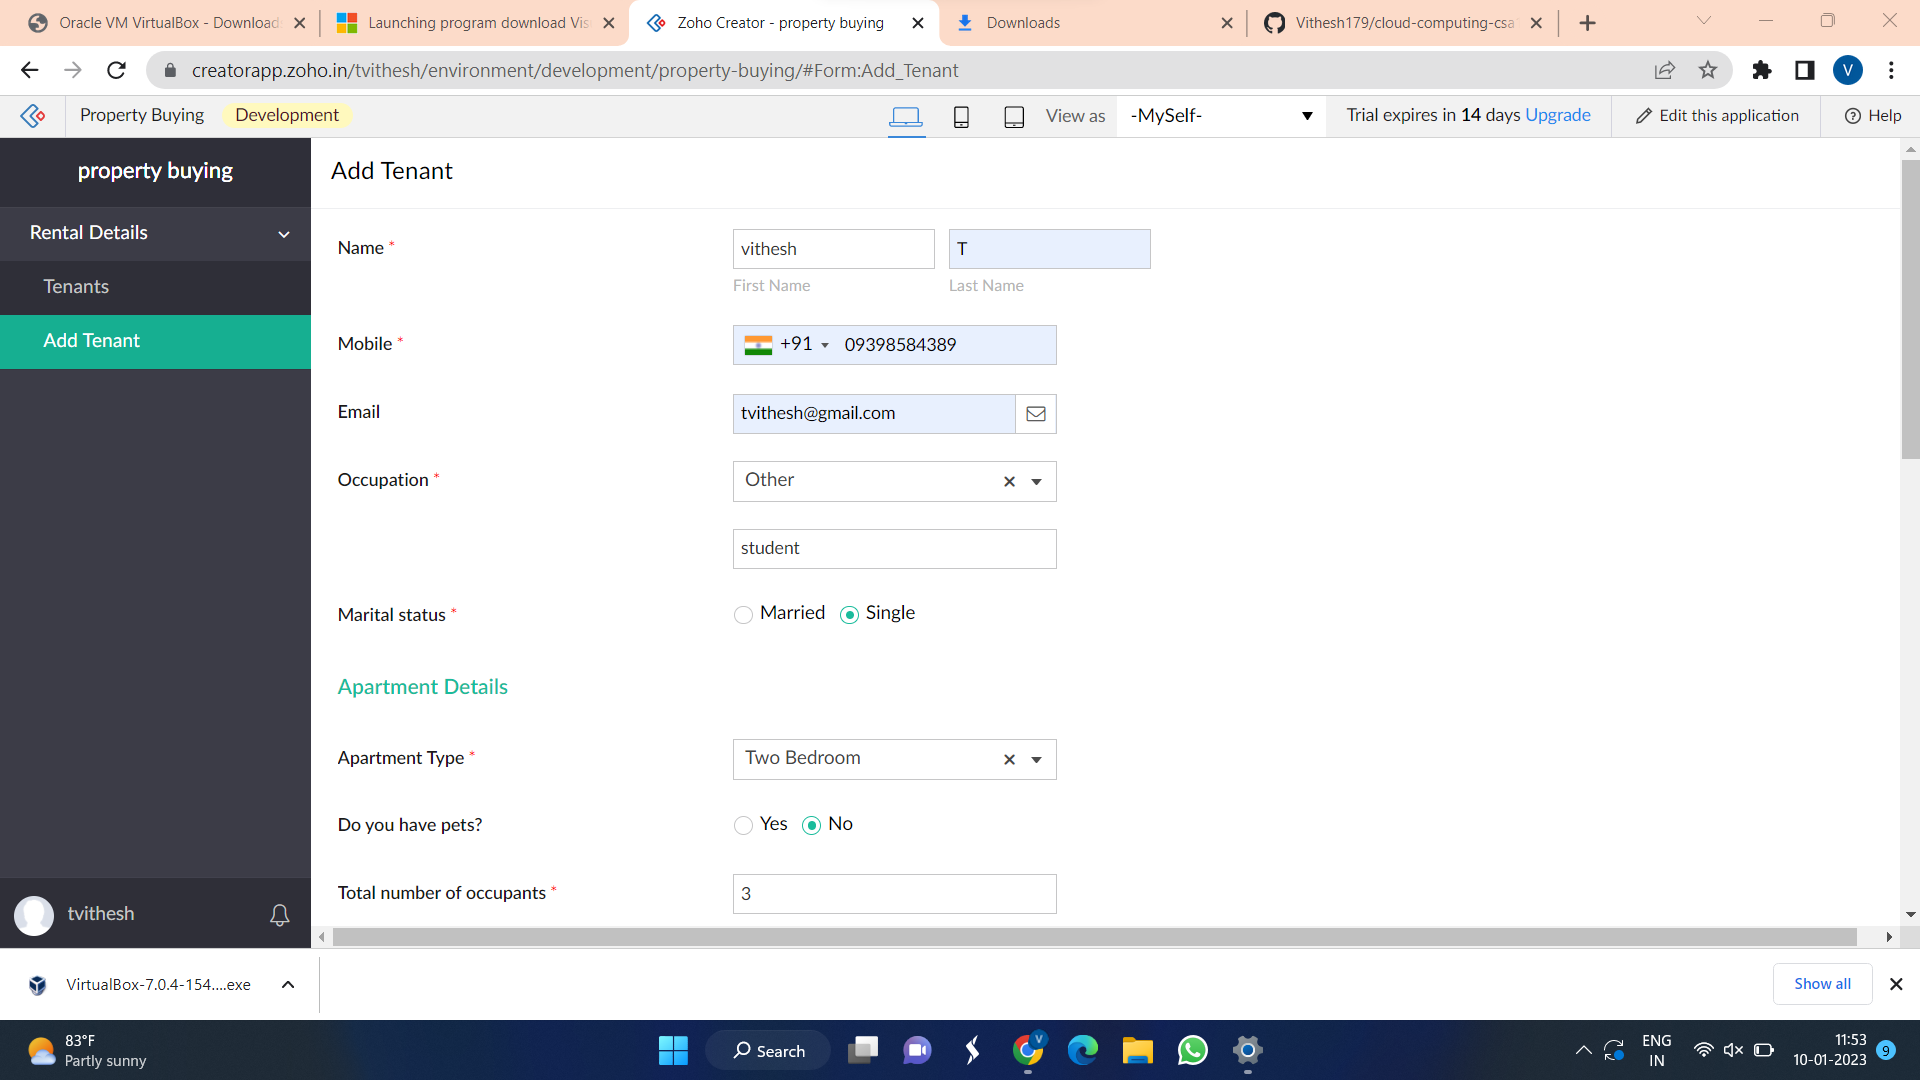 Oracle VM VirtualBox - Download
Launching program download Vis
Zoho Creator - property buying
Downloads
Vithesh179/cloud-computing-csa
creatorapp.zoho.in/tvithesh/environment/development/property-buying/#Form:Add_Tenant
V
Property Buying
Development
View as
-MySelf-
Trial expires in 14 days Upgrade
Edit this application
Help
property buying
Rental Details
Tenants
Add Tenant
tvithesh
Add Tenant
Name *
vithesh
T
First Name
Last Name
Mobile *
+91
09398584389
Email
tvithesh@gmail.com
Occupation *
Other
student
Marital status *
Married
Single
Apartment Details
Apartment Type *
Two Bedroom
Do you have pets?
Yes
No
Total number of occupants *
3
VirtualBox-7.0.4-154....exe
Show all
83°F
Partly sunny
Search
V
ENG
IN
11:53
10-01-2023
9